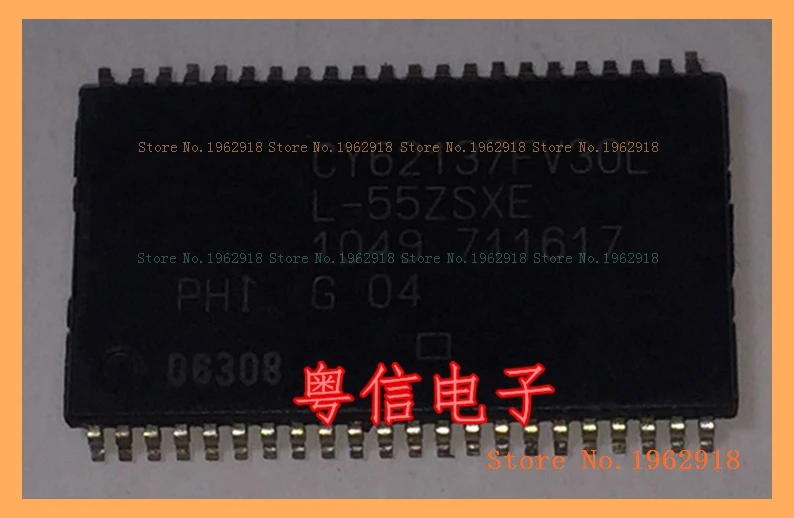 Store No.1962918 Store No.1962918 Store No.1962918 Store No.1962918
CY62137FV30L
L-55ZSXE
1049 711617
Store No.1962918 Store No.1962918 Store No.1962918 Store No.1962918
PHI G 04
06308
粤信电子
Store No.1962918